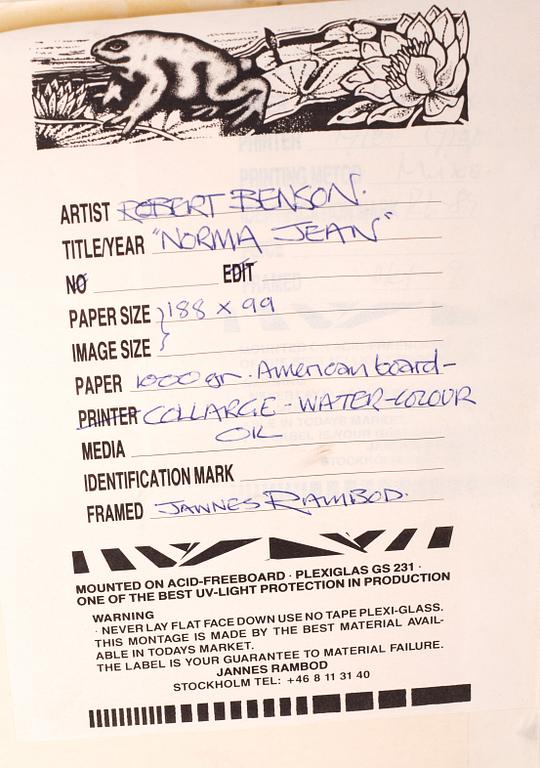 ARTIST ROBERT BENSON.
TITLE/YEAR "NORMA JEAN"
NO EDIT
PAPER SIZE } 188 x 99
IMAGE SIZE
PAPER 1000 gr. American board-
PRINTER COLLARGE - WATER-COLOUR
OIL
MEDIA
IDENTIFICATION MARK
FRAMED JANNES RAMBOD.
MOUNTED ON ACID-FREEBOARD · PLEXIGLAS GS 231 ·
ONE OF THE BEST UV-LIGHT PROTECTION IN PRODUCTION
WARNING
· NEVER LAY FLAT FACE DOWN USE NO TAPE PLEXI-GLASS.
THIS MONTAGE IS MADE BY THE BEST MATERIAL AVAIL-
ABLE IN TODAYS MARKET.
THE LABEL IS YOUR GUARANTEE TO MATERIAL FAILURE.
JANNES RAMBOD
STOCKHOLM TEL: +46 8 11 31 40